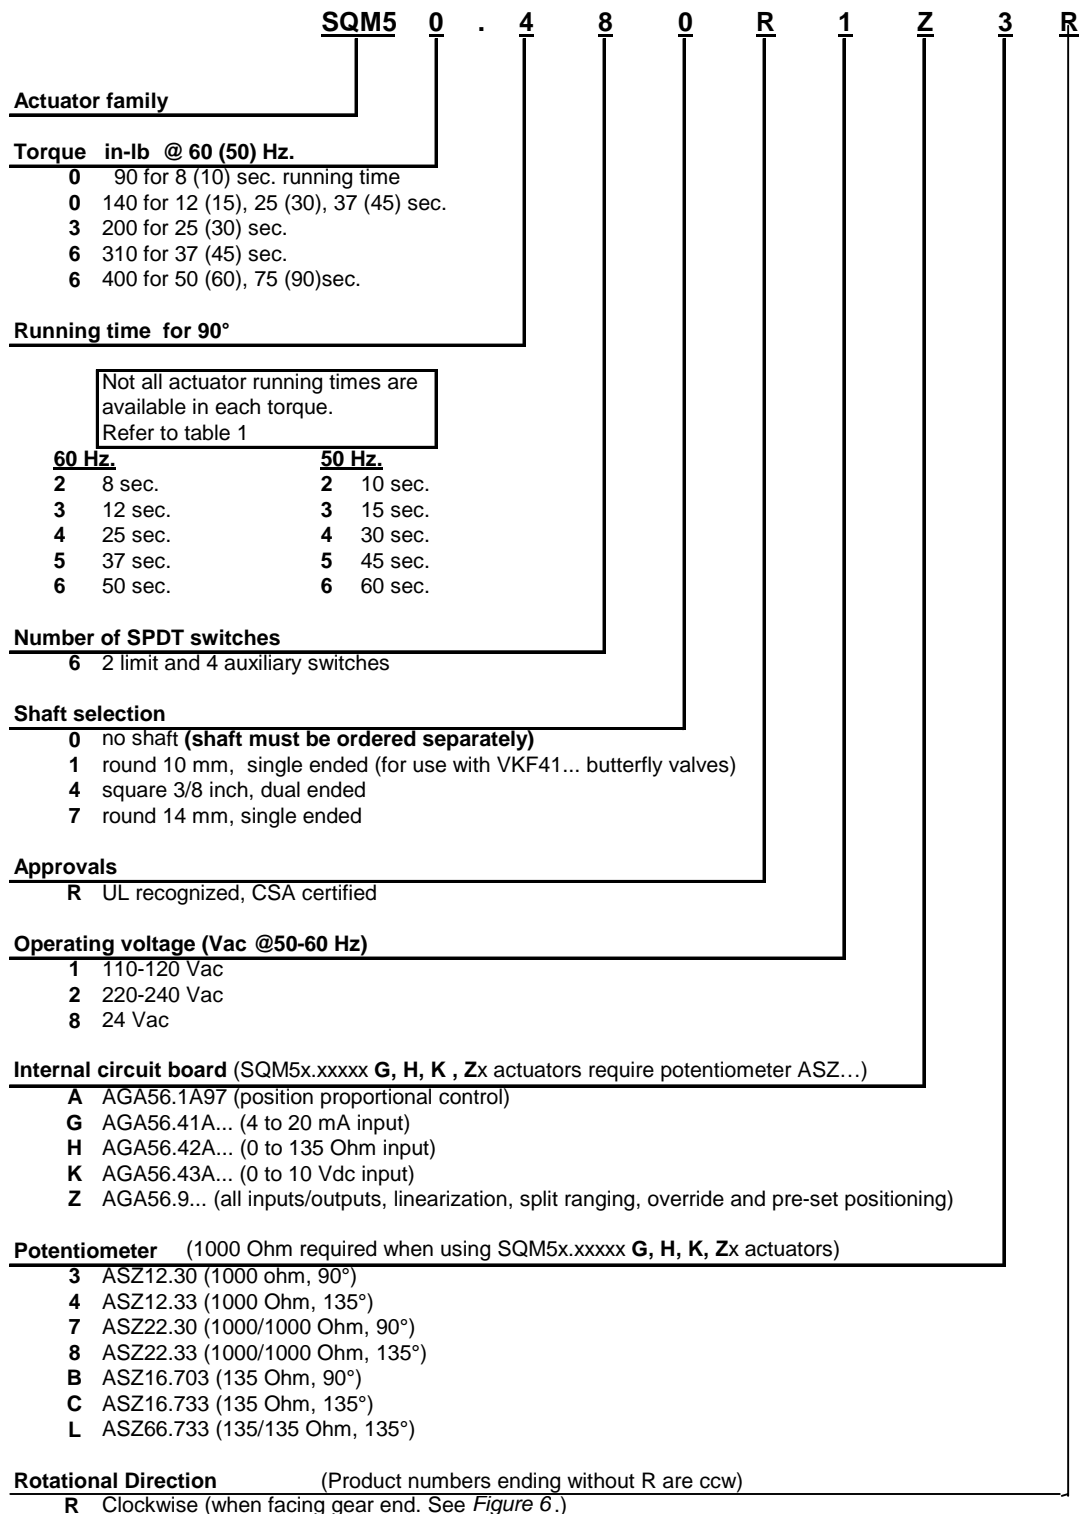 SQM5 0 . 4 8 0 R 1 Z 3 R
Actuator family
Torque in-lb @ 60 (50) Hz.
0 90 for 8 (10) sec. running time
0 140 for 12 (15), 25 (30), 37 (45) sec.
3 200 for 25 (30) sec.
6 310 for 37 (45) sec.
6 400 for 50 (60), 75 (90)sec.
Running time for 90°
Not all actuator running times are
available in each torque.
Refer to table 1
60 Hz. 50 Hz.
2 8 sec. 2 10 sec.
3 12 sec. 3 15 sec.
4 25 sec. 4 30 sec.
5 37 sec. 5 45 sec.
6 50 sec. 6 60 sec.
Number of SPDT switches
6 2 limit and 4 auxiliary switches
Shaft selection
0 no shaft (shaft must be ordered separately)
1 round 10 mm, single ended (for use with VKF41... butterfly valves)
4 square 3/8 inch, dual ended
7 round 14 mm, single ended
Approvals
R UL recognized, CSA certified
Operating voltage (Vac @50-60 Hz)
1 110-120 Vac
2 220-240 Vac
8 24 Vac
Internal circuit board (SQM5x.xxxxx G, H, K , Zx actuators require potentiometer ASZ…)
A AGA56.1A97 (position proportional control)
G AGA56.41A... (4 to 20 mA input)
H AGA56.42A... (0 to 135 Ohm input)
K AGA56.43A... (0 to 10 Vdc input)
Z AGA56.9... (all inputs/outputs, linearization, split ranging, override and pre-set positioning)
Potentiometer (1000 Ohm required when using SQM5x.xxxxx G, H, K, Zx actuators)
3 ASZ12.30 (1000 ohm, 90°)
4 ASZ12.33 (1000 Ohm, 135°)
7 ASZ22.30 (1000/1000 Ohm, 90°)
8 ASZ22.33 (1000/1000 Ohm, 135°)
B ASZ16.703 (135 Ohm, 90°)
C ASZ16.733 (135 Ohm, 135°)
L ASZ66.733 (135/135 Ohm, 135°)
Rotational Direction (Product numbers ending without R are ccw)
R Clockwise (when facing gear end. See Figure 6.)